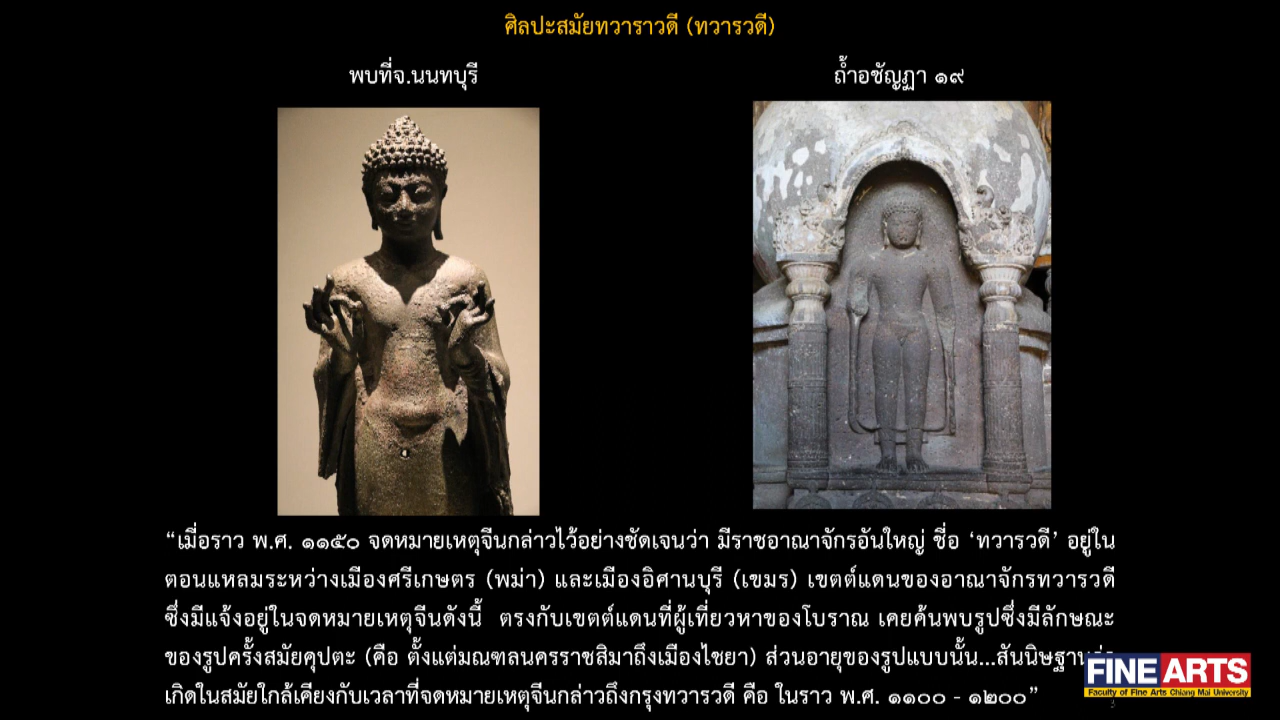 ศิลปะสมัยทวาราวดี (ทวารวดี)
พบที่จ.นนทบุรี
ถ้ำอชัญฏา ๑๙
“เมื่อราว พ.ศ. ๑๑๕๐ จดหมายเหตุจีนกล่าวไว้อย่างชัดเจนว่า มีราชอาณาจักรอันใหญ่ ชื่อ ‘ทวารวดี’ อยู่ใน
ตอนแหลมระหว่างเมืองศรีเกษตร (พม่า) และเมืองอิศานบุรี (เขมร) เขตต์แดนของอาณาจักรทวารวดี
ซึ่งมีแจ้งอยู่ในจดหมายเหตุจีนดังนี้ ตรงกับเขตต์แดนที่ผู้เที่ยวหาของโบราณ เคยค้นพบรูปซึ่งมีลักษณะ
ของรูปครั้งสมัยคุปตะ (คือ ตั้งแต่มณฑลนครราชสิมาถึงเมืองไชยา) ส่วนอายุของรูปแบบนั้น...สันนิษฐาน
เกิดในสมัยใกล้เคียงกับเวลาที่จดหมายเหตุจีนกล่าวถึงกรุงทวารวดี คือ ในราว พ.ศ. ๑๑๐๐ - ๑๒๐๐”
FINE ARTS
Faculty of Fine Arts Chiang Mai University